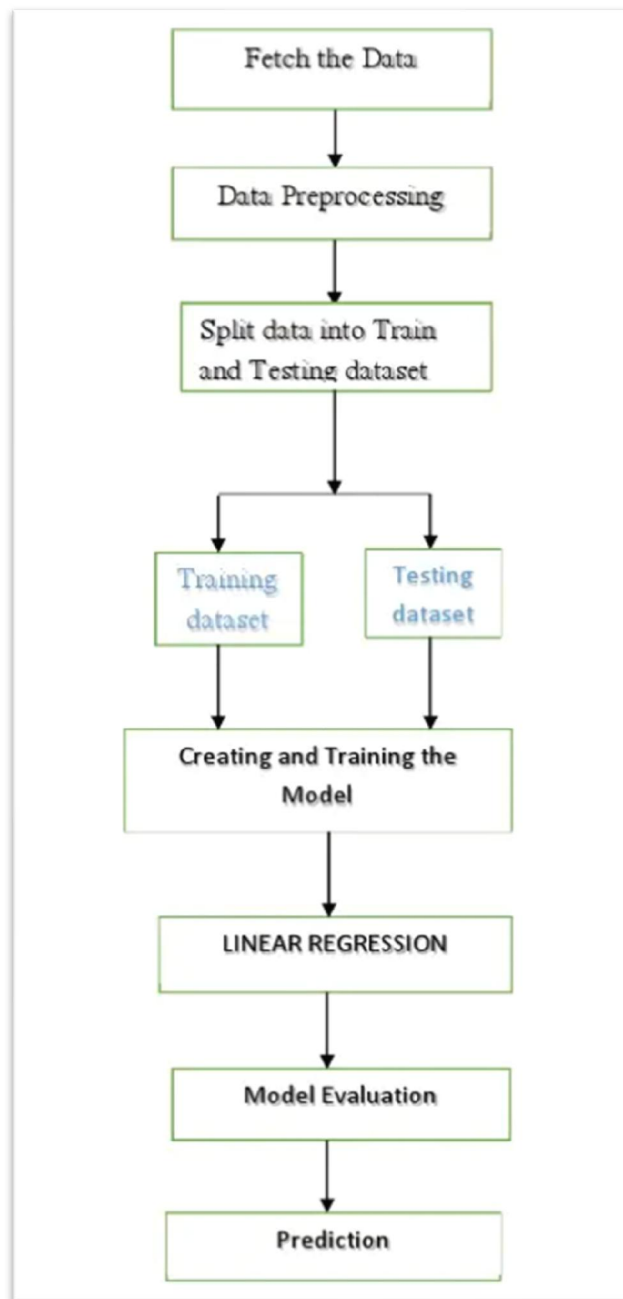 Fetch the Data
Data Preprocessing
Split data into Train
and Testing dataset
Training
dataset
Testing
dataset
Creating and Training the
Model
LINEAR REGRESSION
Model Evaluation
Prediction